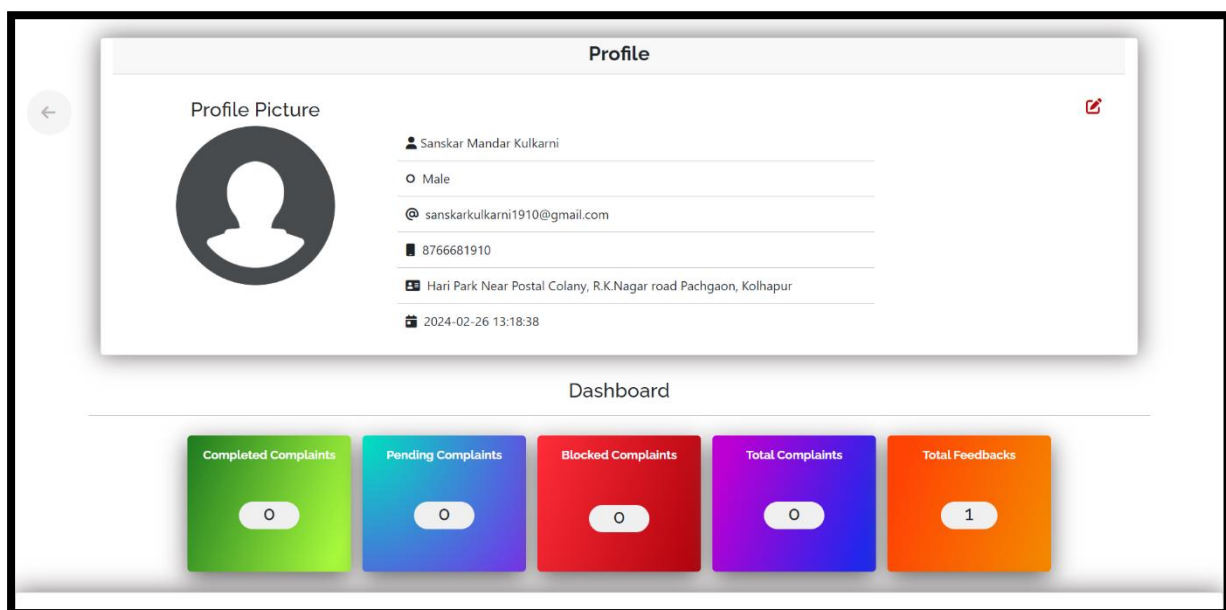 Profile
Profile Picture
Sanskar Mandar Kulkarni
Male
sanskarkulkarni1910@gmail.com
8766681910
Hari Park Near Postal Colany, R.K.Nagar road Pachgaon, Kolhapur
2024-02-26 13:18:38
Dashboard
Completed Complaints Pending Complaints Blocked Complaints Total Complaints Total Feedbacks
0 0 0 0 1